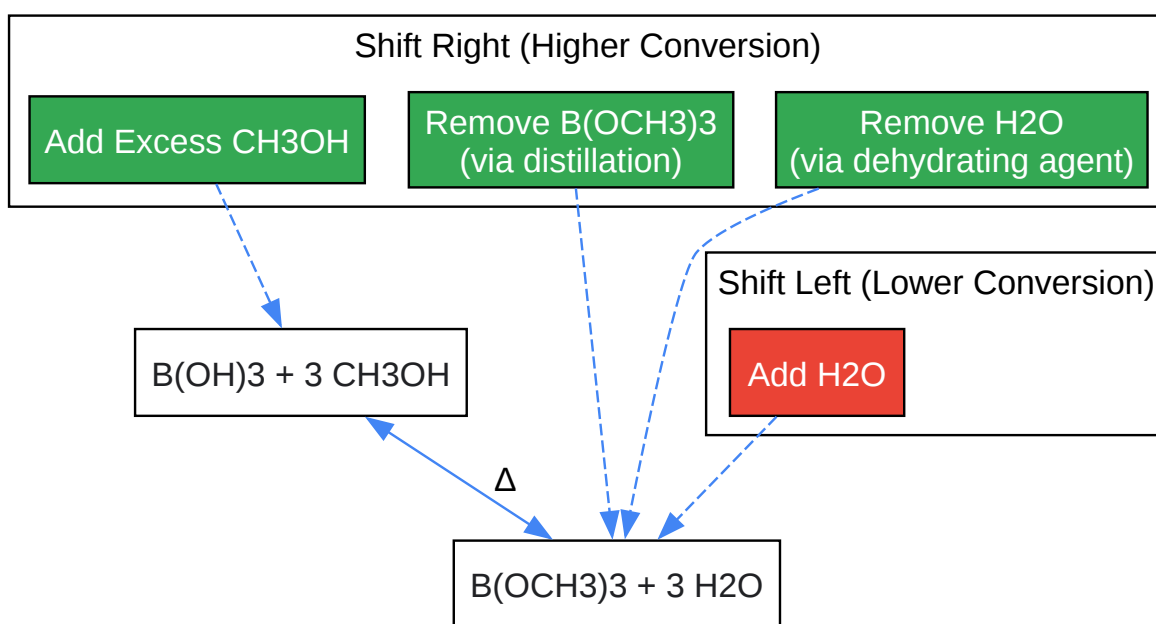 Shift Right (Higher Conversion)
Add Excess CH3OH
Remove B(OCH3)3
(via distillation)
Remove H2O
(via dehydrating agent)
Shift Left (Lower Conversion)
Add H2O
B(OH)3 + 3 CH3OH
Δ
B(OCH3)3 + 3 H2O